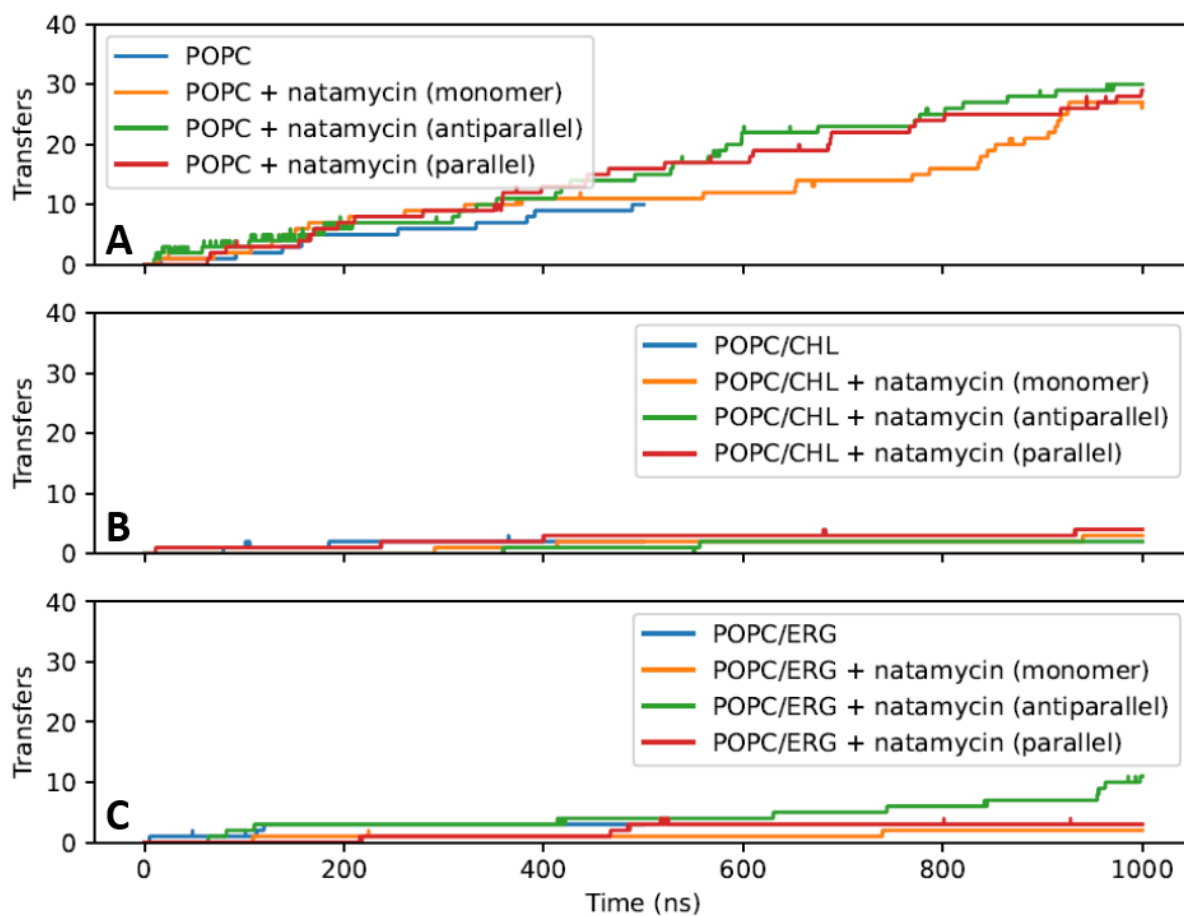 40
30
20
10
0
Transfers
POPC
POPC + natamycin (monomer)
POPC + natamycin (antiparallel)
POPC + natamycin (parallel)
A
40
30
20
10
0
Transfers
POPC/CHL
POPC/CHL + natamycin (monomer)
POPC/CHL + natamycin (antiparallel)
POPC/CHL + natamycin (parallel)
B
40
30
20
10
0
Transfers
POPC/ERG
POPC/ERG + natamycin (monomer)
POPC/ERG + natamycin (antiparallel)
POPC/ERG + natamycin (parallel)
C
0 200 400 600 800 1000
Time (ns)